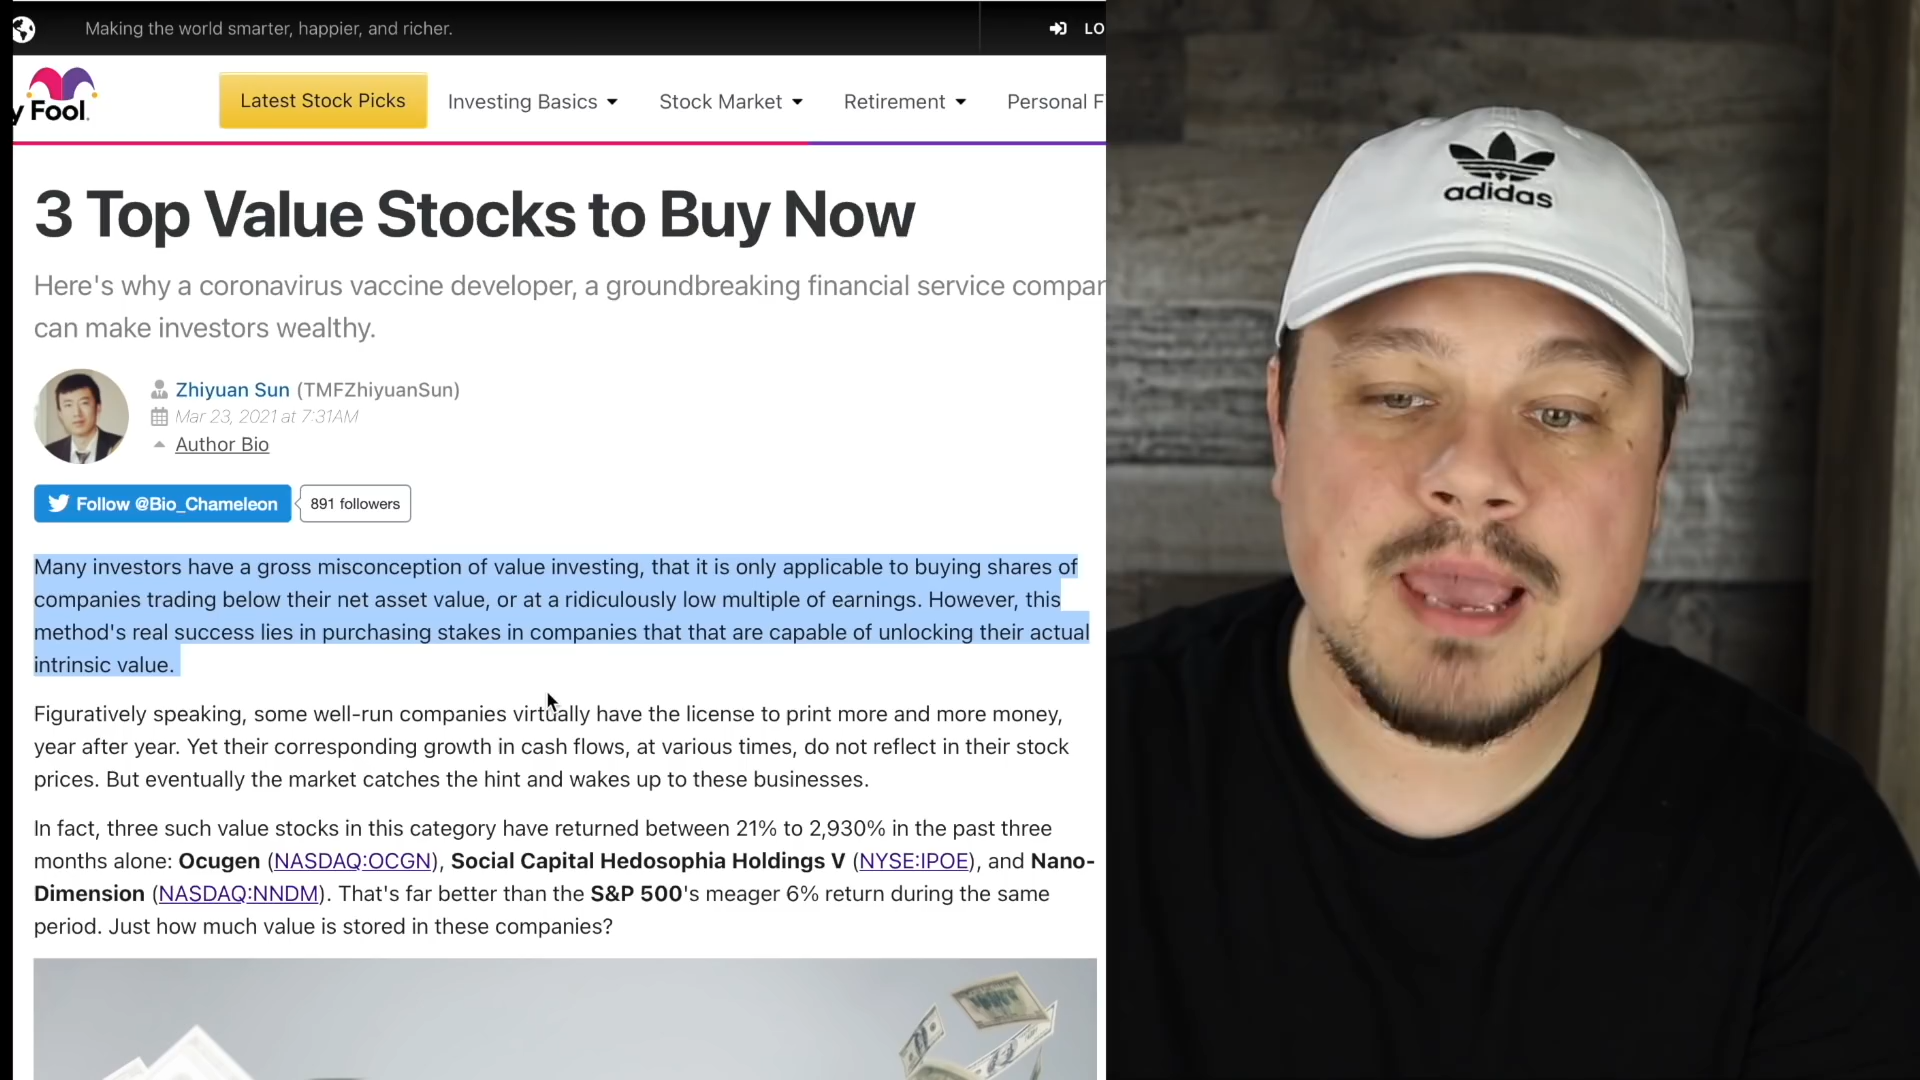 Making the world smarter, happier, and richer.
LO
y Fool.
Latest Stock Picks
Investing Basics
Stock Market
Retirement
Personal F
3 Top Value Stocks to Buy Now
Here's why a coronavirus vaccine developer, a groundbreaking financial service compar
can make investors wealthy.
Zhiyuan Sun (TMFZhiyuanSun)
Mar 23, 2021 at 7:31AM
Author Bio
Follow @Bio_Chameleon
891 followers
Many investors have a gross misconception of value investing, that it is only applicable to buying shares of
companies trading below their net asset value, or at a ridiculously low multiple of earnings. However, this
method's real success lies in purchasing stakes in companies that that are capable of unlocking their actual
intrinsic value.
Figuratively speaking, some well-run companies virtually have the license to print more and more money,
year after year. Yet their corresponding growth in cash flows, at various times, do not reflect in their stock
prices. But eventually the market catches the hint and wakes up to these businesses.
In fact, three such value stocks in this category have returned between 21% to 2,930% in the past three
months alone: Ocugen (NASDAQ:OCGN), Social Capital Hedosophia Holdings V (NYSE:IPOE), and Nano-
Dimension (NASDAQ:NNDM). That's far better than the S&P 500's meager 6% return during the same
period. Just how much value is stored in these companies?
adidas